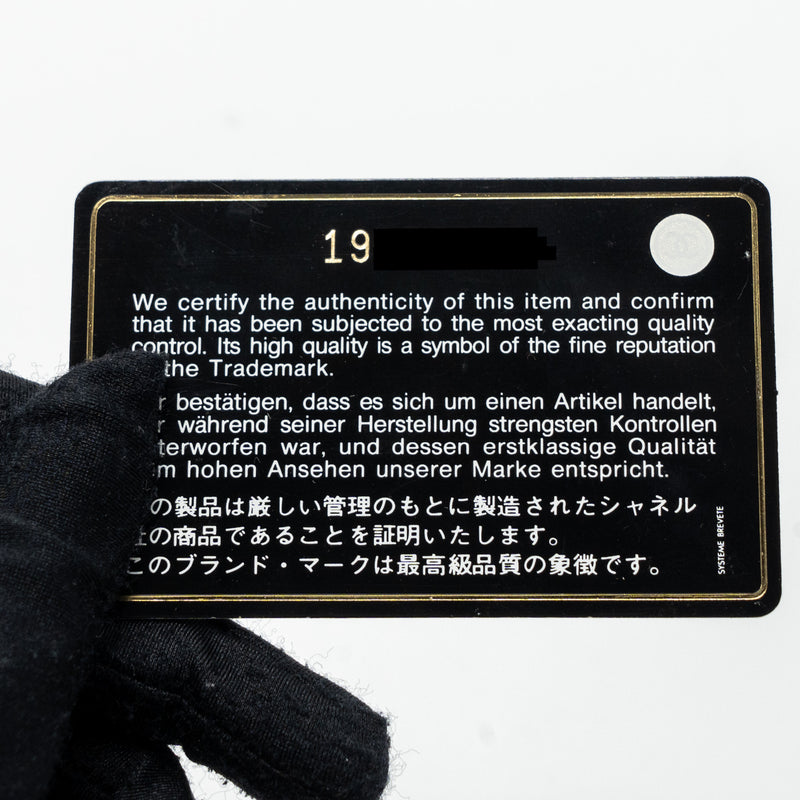 19
We certify the authenticity of this item and confirm
that it has been subjected to the most exacting quality
control. Its high quality is a symbol of the fine reputation
the Trademark.
bestätigen, dass es sich um einen Artikel handelt,
während seiner Herstellung strengsten Kontrollen
terworfen war, und dessen erstklassige Qualität
hohen Ansehen unserer Marke entspricht.
の製品は厳しい管理のもとに製造されたシャネル
の商品であることを証明いたします。
このブランド・マークは最高級品質の象徴です。
SYSTEME BREVETE